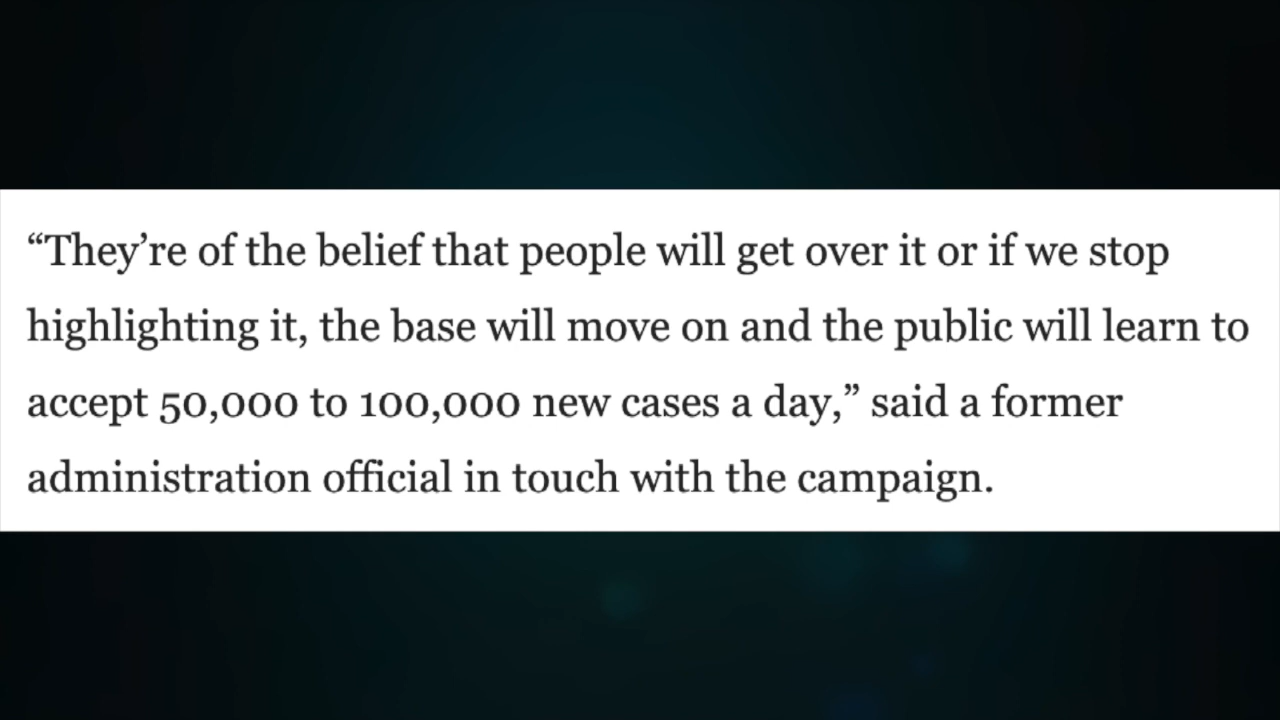 “They’re of the belief that people will get over it or if we stop
highlighting it, the base will move on and the public will learn to
accept 50,000 to 100,000 new cases a day,” said a former
administration official in touch with the campaign.